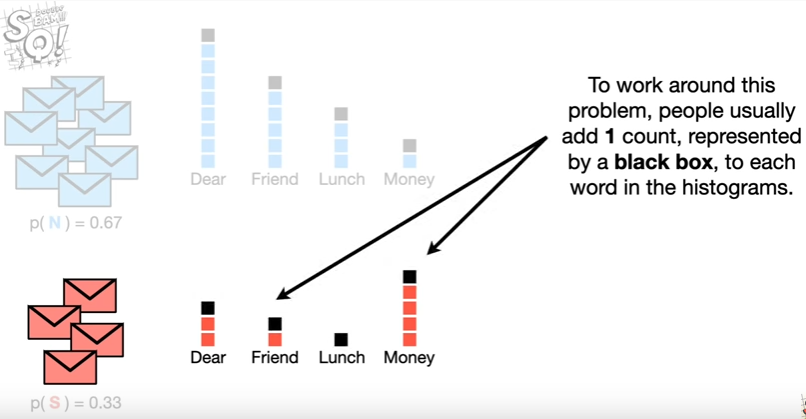 SQ!
To work around this
problem, people usually
add 1 count, represented
by a black box, to each
word in the histograms.
Dear Friend Lunch Money
p( N ) = 0.67
Dear Friend Lunch Money
p( S ) = 0.33